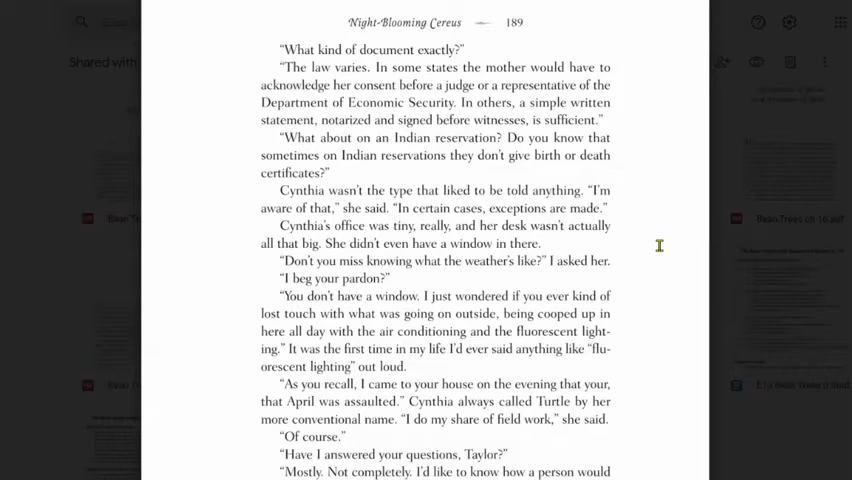 Night-Blooming Cereus — 189
Shared with
“What kind of document exactly?”
“The law varies. In some states the mother would have to
acknowledge her consent before a judge or a representative of the
Department of Economic Security. In others, a simple written
statement, notarized and signed before witnesses, is sufficient.”
“What about on an Indian reservation? Do you know that
sometimes on Indian reservations they don’t give birth or death
certificates?”
Cynthia wasn’t the type that liked to be told anything. “I’m
aware of that,” she said. “In certain cases, exceptions are made.”
Cynthia’s office was tiny, really, and her desk wasn’t actually
all that big. She didn’t even have a window in there.
“Don’t you miss knowing what the weather’s like?” I asked her.
“I beg your pardon?”
“You don’t have a window. I just wondered if you ever kind of
lost touch with what was going on outside, being cooped up in
here all day with the air conditioning and the fluorescent light-
ing.” It was the first time in my life I’d ever said anything like “flu-
orescent lighting” out loud.
“As you recall, I came to your house on the evening that your,
that April was assaulted.” Cynthia always called Turtle by her
more conventional name. “I do my share of field work,” she said.
“Of course.”
“Have I answered your questions, Taylor?”
“Mostly. Not completely. I’d like to know how a person would
Bean Tre
Bean.Trees ch 16.pdf
Bean Tr